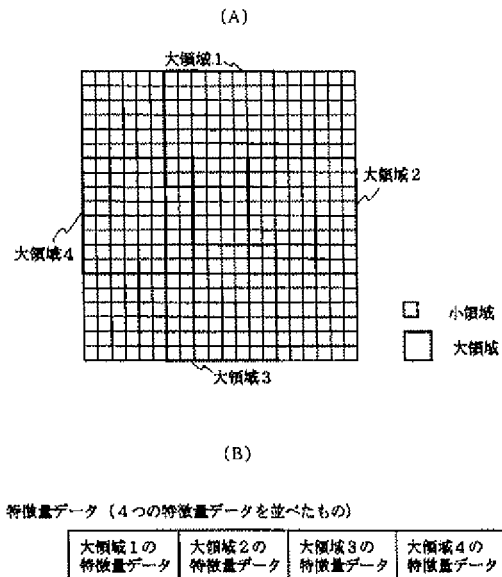 (A)
大領域1
大領域2
大領域4
小領域
大領域
大領域3
(B)
特徴量データ (4つの特徴量データを並べたもの)
大領域1の
特徴量データ
大領域2の
特徴量データ
大領域3の
特徴量データ
大領域4の
特徴量データ